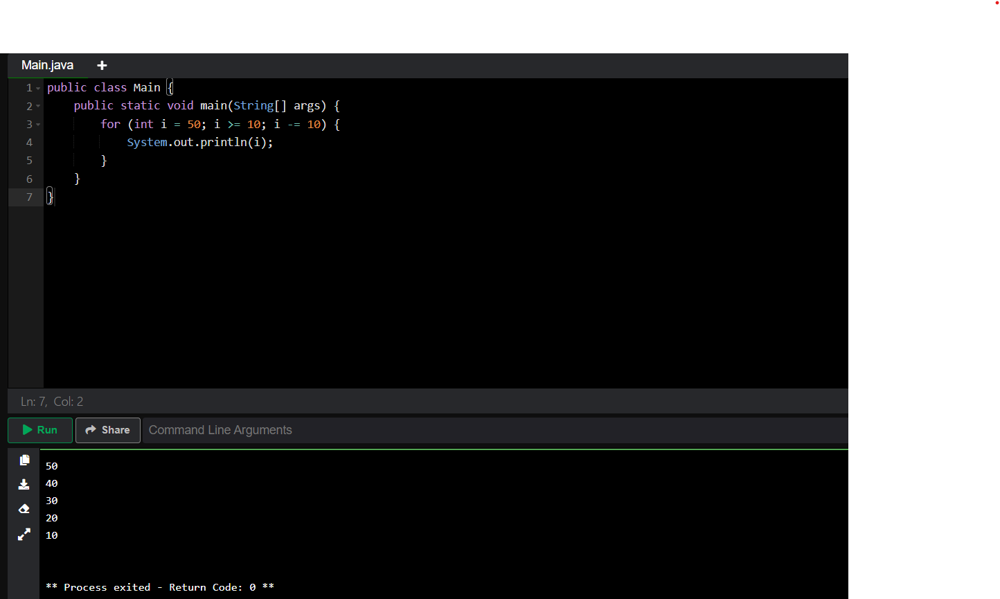 Main.java +
1 public class Main {
2     public static void main(String[] args) {
3         for (int i = 50; i >= 10; i -= 10) {
4             System.out.println(i);
5         }
6     }
7 }
Ln: 7, Col: 2
Run Share Command Line Arguments
50
40
30
20
10
** Process exited - Return Code: 0 **